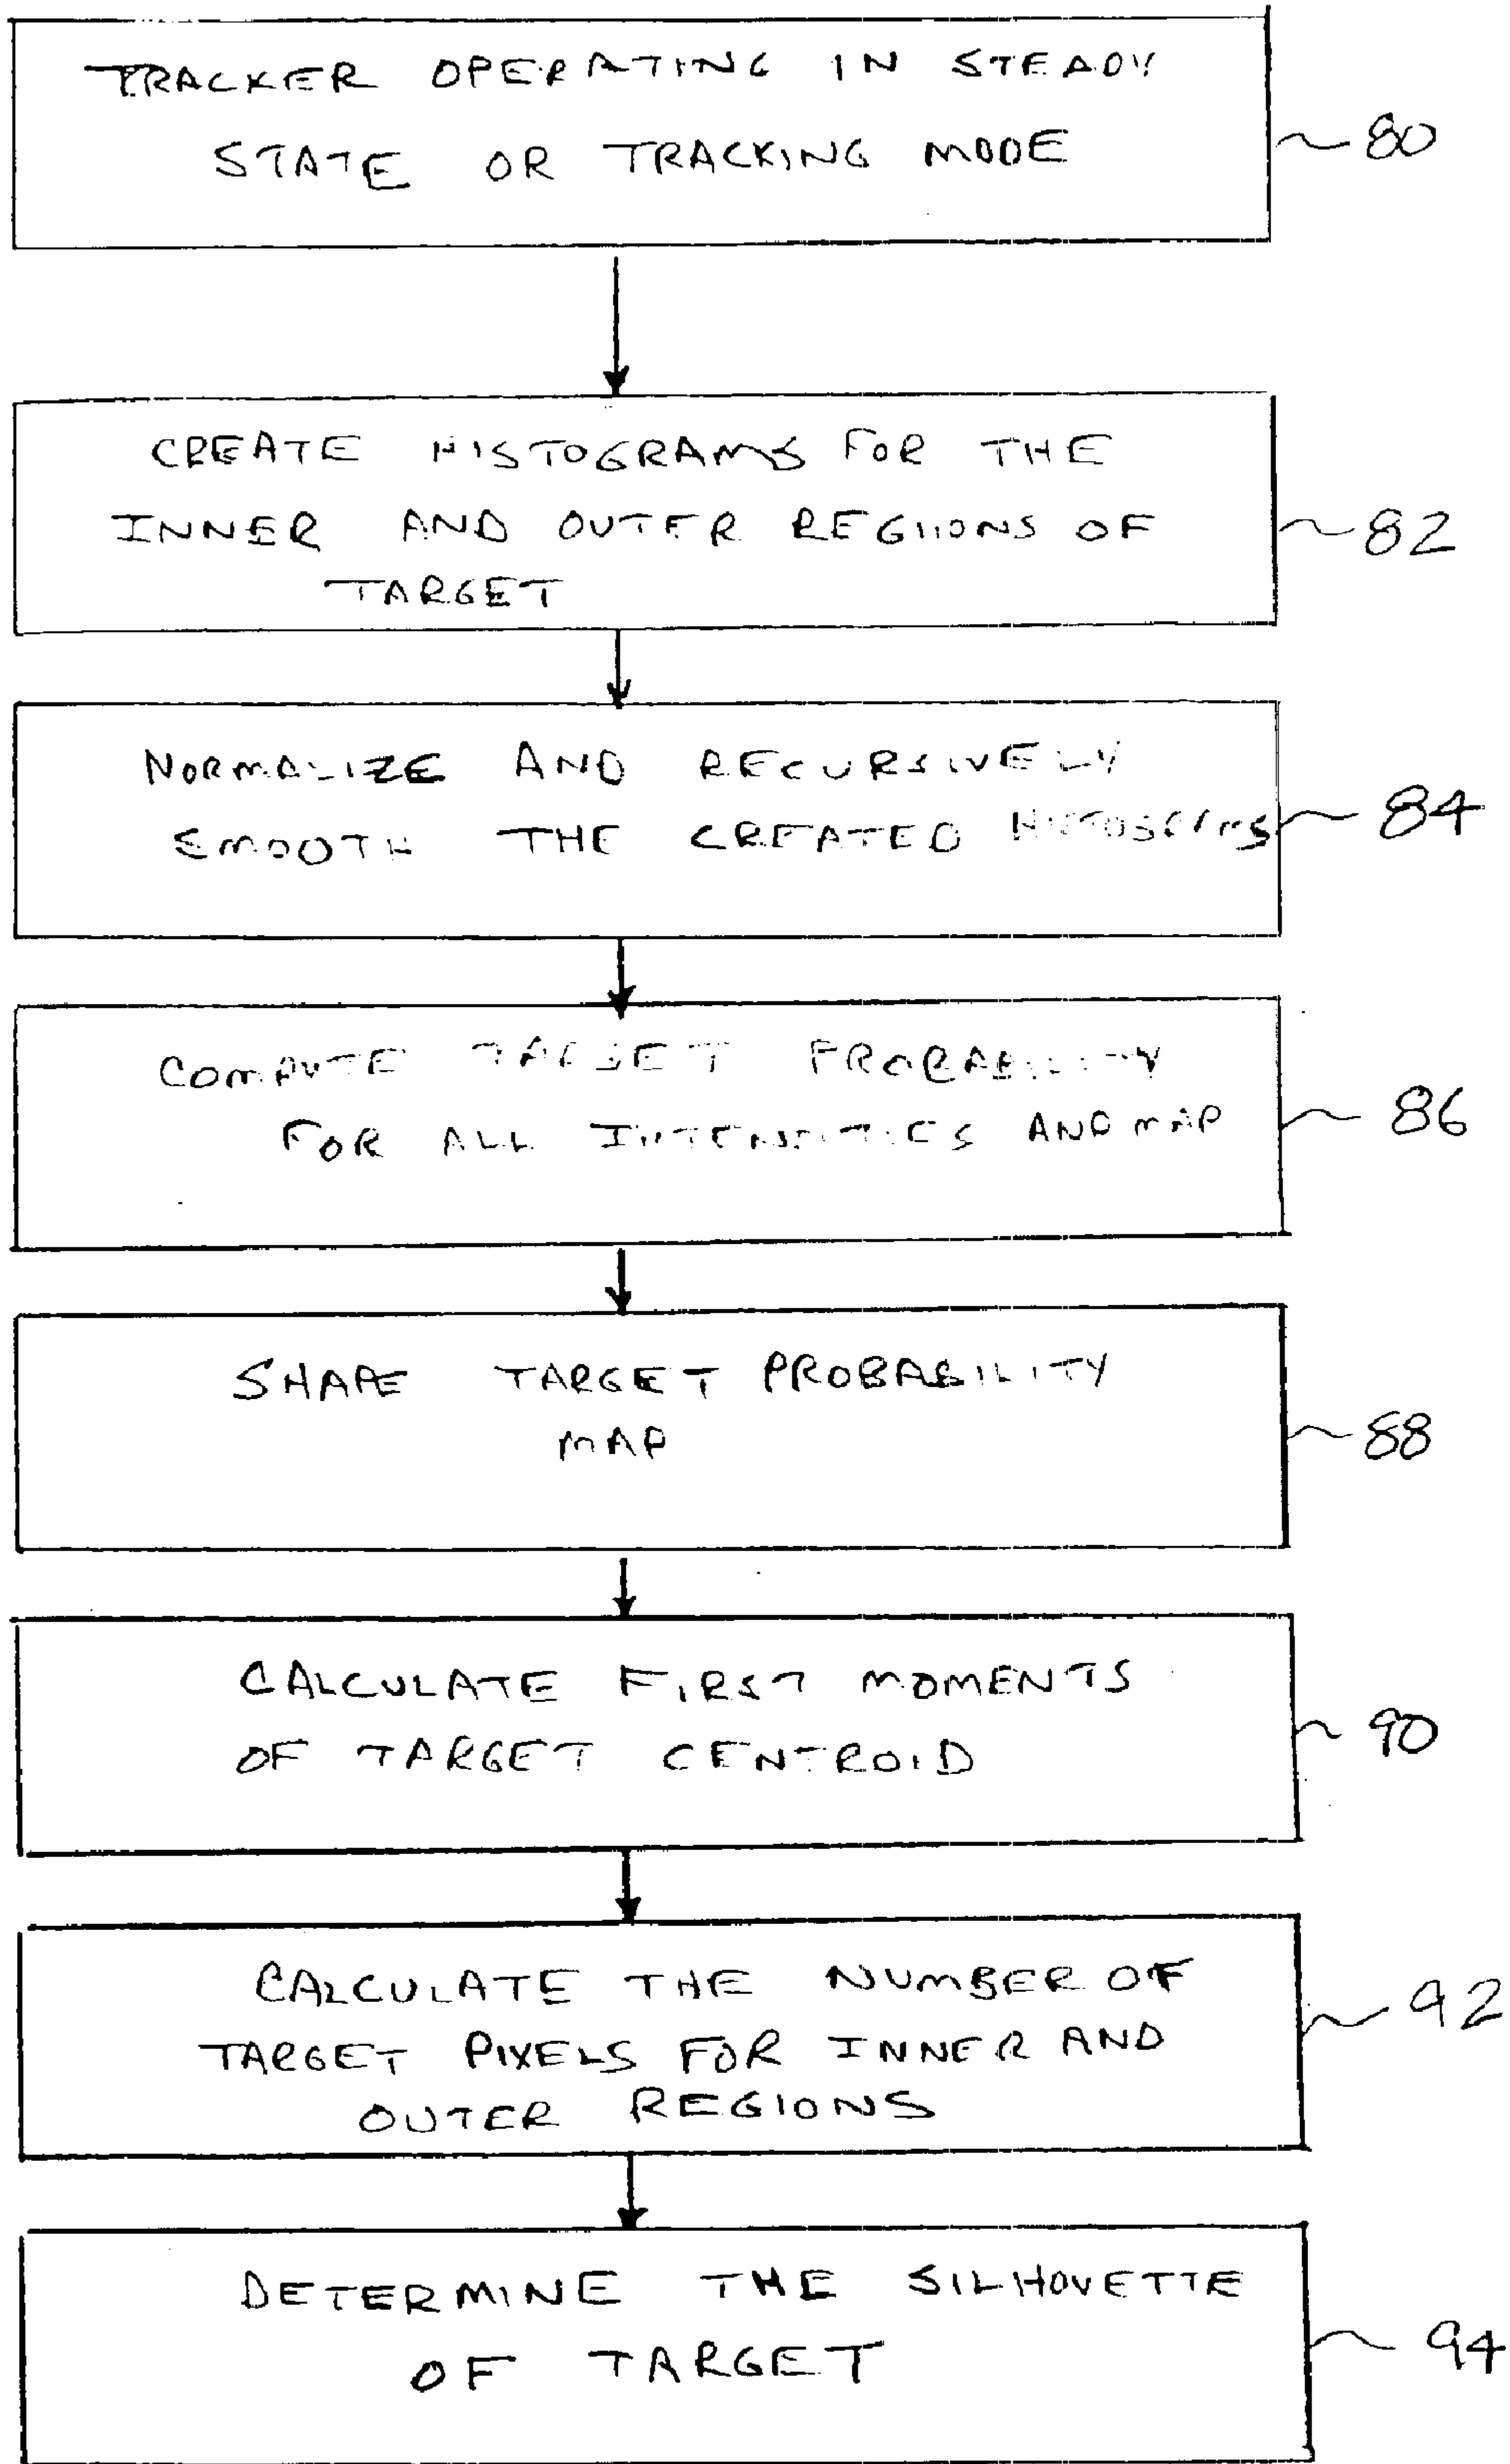 TRACKER OPERATING IN STEADY
STATE OR TRACKING MODE
80
CREATE HISTOGRAMS FOR THE
INNER AND OUTER REGIIONS OF
TARGET
82
NORMALIZE AND RECURSIVELY
SMOOTH THE CREATED
84
COMPUTE TARGET PROBABILITY
FOR ALL INTENSITIES AND MAP
86
SHAPE TARGET PROBABILITY
MAP
88
CALCULATE FIRST MOMENTS
OF TARGET CENTROID
90
CALCULATE THE NUMBER OF
TARGET PIXELS FOR INNER AND
OUTER REGIONS
92
DETERMINE THE SILHOUETTE
OF TARGET
94